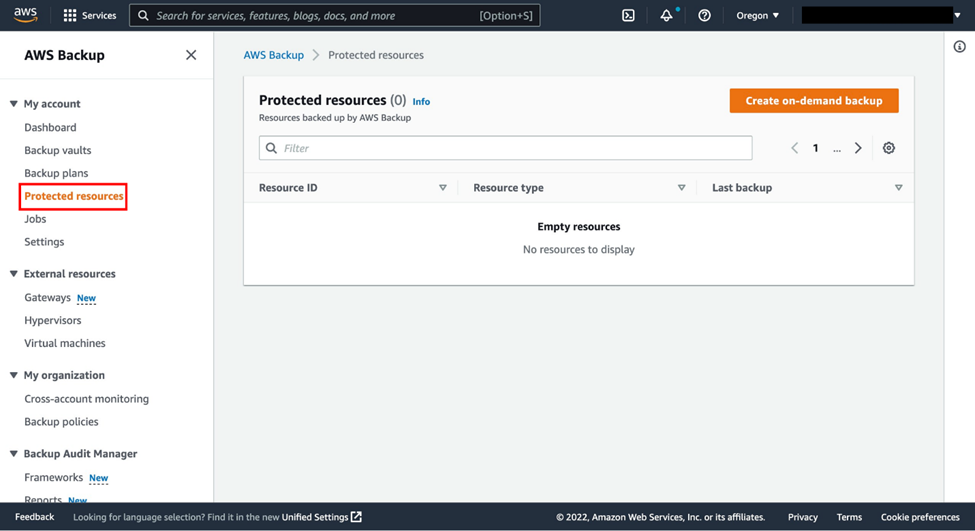 aws
Services
Search for services, features, blogs, docs, and more
[Option+S]
Oregon
AWS Backup
My account
Dashboard
Backup vaults
Backup plans
Protected resources
Jobs
Settings
External resources
Gateways New
Hypervisors
Virtual machines
My organization
Cross-account monitoring
Backup policies
Backup Audit Manager
Frameworks New
Reports New
AWS Backup > Protected resources
Protected resources (0) Info
Resources backed up by AWS Backup
Create on-demand backup
Filter
1 ...
Resource ID
Resource type
Last backup
Empty resources
No resources to display
Feedback
Looking for language selection? Find it in the new Unified Settings
© 2022, Amazon Web Services, Inc. or its affiliates.
Privacy
Terms
Cookie preferences